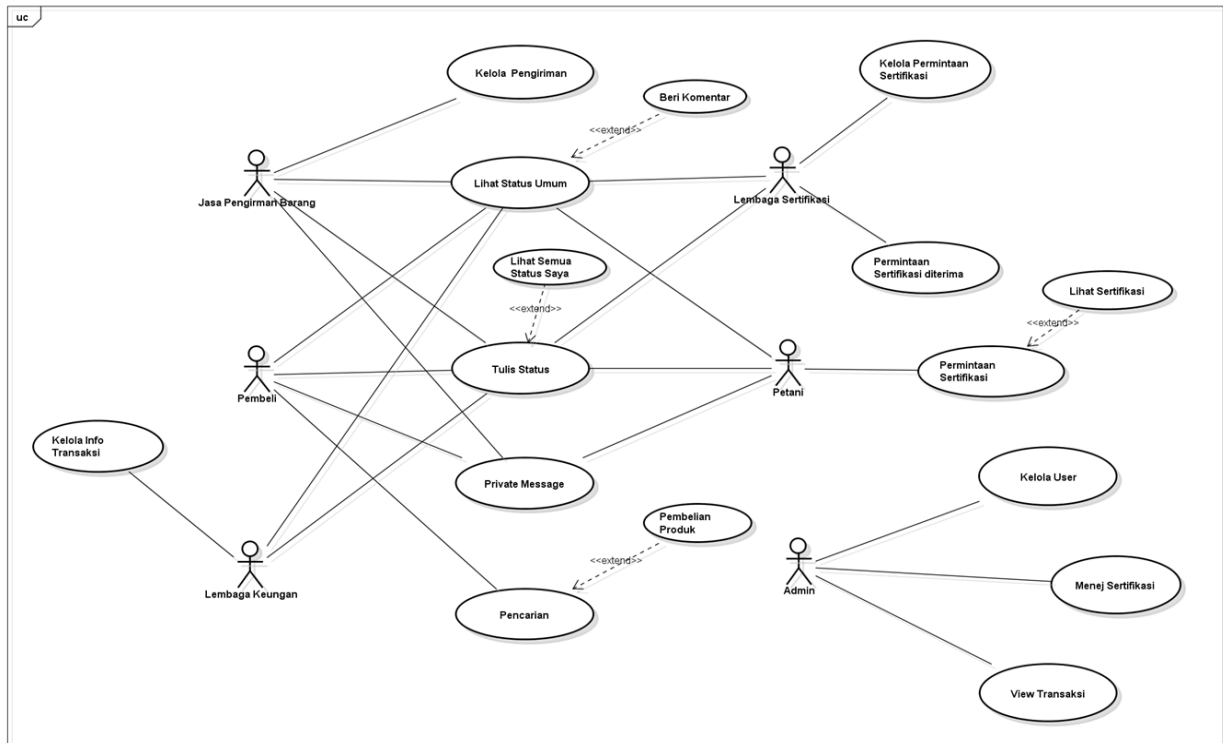 uc
Kelola Pengiriman
Kelola Permintaan
Sertifikasi
Beri Komentar
<<extend>>
Jasa Pengirman Barang
Lihat Status Umum
Lembaga Sertifikasi
Lihat Semua
Status Saya
<<extend>>
Permintaan
Sertifikasi diterima
Lihat Sertifikasi
<<extend>>
Pembeli
Tulis Status
Petani
Permintaan
Sertifikasi
Kelola Info
Transaksi
Private Message
Kelola User
Pembelian
Produk
<<extend>>
Lembaga Keungan
Pencarian
Admin
Menej Sertifikasi
View Transaksi